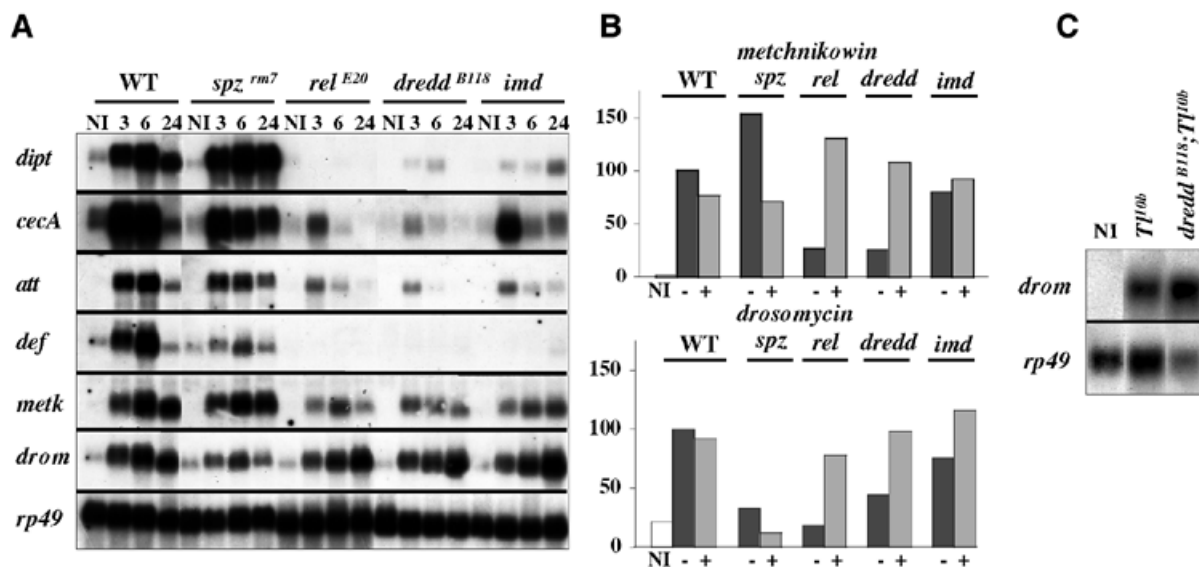 A
WT spz rm7 rel E20 dredd B118 imd
NI 3 6 24 NI 3 6 24 NI 3 6 24 NI 3 6 24 NI 3 6 24
dipt
cecA
att
def
metk
drom
rp49
B
metchnikowin
WT spz rel dredd imd
150
100
50
0
NI - + - + - + - + - +
drosomycin
WT spz rel dredd imd
150
100
50
0
NI - + - + - + - + - +
C
NI Tl10b dredd B118;Tl10b
drom
rp49